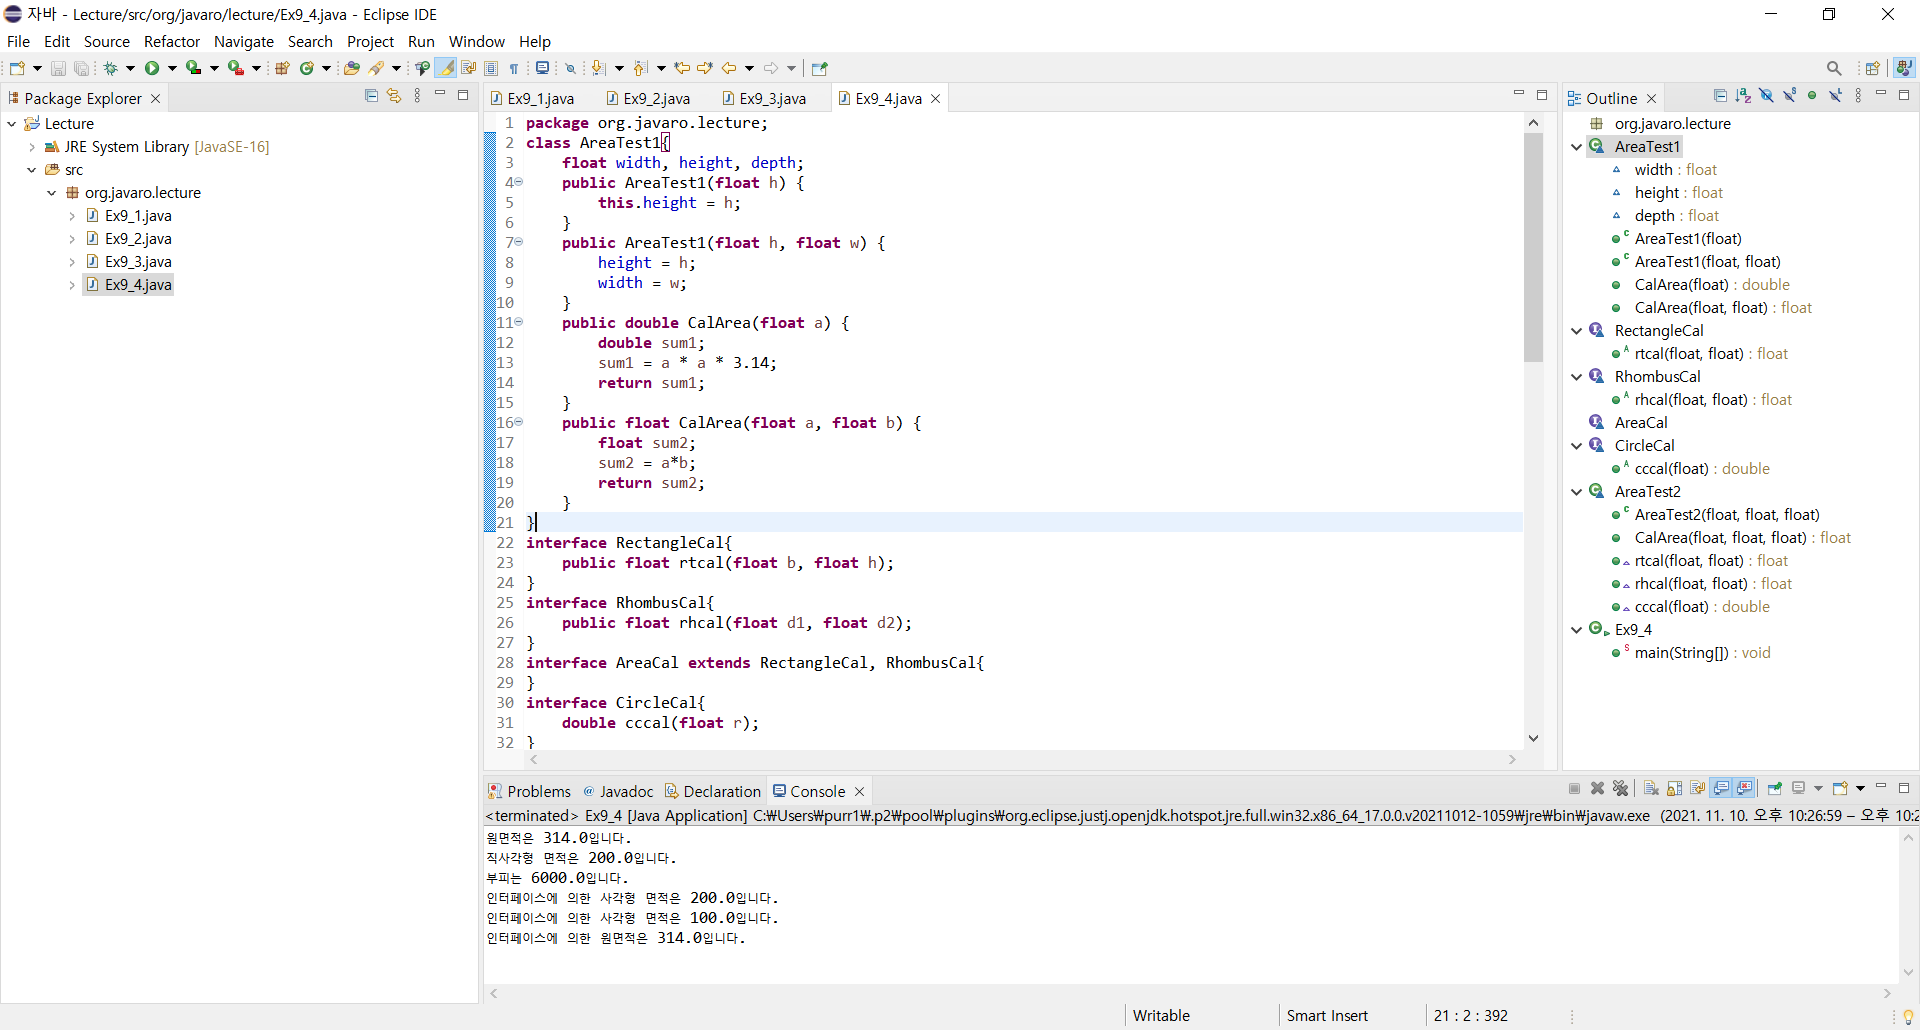 자바 - Lecture/src/org/javaro/lecture/Ex9_4.java - Eclipse IDE
File Edit Source Refactor Navigate Search Project Run Window Help
Package Explorer
Lecture
JRE System Library [JavaSE-16]
src
org.javaro.lecture
Ex9_1.java
Ex9_2.java
Ex9_3.java
Ex9_4.java
Ex9_1.java Ex9_2.java Ex9_3.java Ex9_4.java
1 package org.javaro.lecture;
2 class AreaTest1{
3 float width, height, depth;
4 public AreaTest1(float h) {
5 this.height = h;
6 }
7 public AreaTest1(float h, float w) {
8 height = h;
9 width = w;
10 }
11 public double CalArea(float a) {
12 double sum1;
13 sum1 = a * a * 3.14;
14 return sum1;
15 }
16 public float CalArea(float a, float b) {
17 float sum2;
18 sum2 = a*b;
19 return sum2;
20 }
21 }
22 interface RectangleCal{
23 public float rtcal(float b, float h);
24 }
25 interface RhombusCal{
26 public float rhcal(float d1, float d2);
27 }
28 interface AreaCal extends RectangleCal, RhombusCal{
29 }
30 interface CircleCal{
31 double cccal(float r);
32 }
Outline
org.javaro.lecture
AreaTest1
width : float
height : float
depth : float
AreaTest1(float)
AreaTest1(float, float)
CalArea(float) : double
CalArea(float, float) : float
RectangleCal
rtcal(float, float) : float
RhombusCal
rhcal(float, float) : float
AreaCal
CircleCal
cccal(float) : double
AreaTest2
AreaTest2(float, float, float)
CalArea(float, float, float) : float
rtcal(float, float) : float
rhcal(float, float) : float
cccal(float) : double
Ex9_4
main(String[]) : void
Problems @ Javadoc Declaration Console
<terminated> Ex9_4 [Java Application] C:₩Users₩purr1₩.p2₩pool₩plugins₩org.eclipse.justj.openjdk.hotspot.jre.full.win32.x86_64_17.0.0.v20211012-1059₩jre₩bin₩javaw.exe (2021. 11. 10. 오후 10:26:59 – 오후 10:2
원면적은 314.0입니다.
직사각형 면적은 200.0입니다.
부피는 6000.0입니다.
인터페이스에 의한 사각형 면적은 200.0입니다.
인터페이스에 의한 사각형 면적은 100.0입니다.
인터페이스에 의한 원면적은 314.0입니다.
Writable Smart Insert 21 : 2 : 392